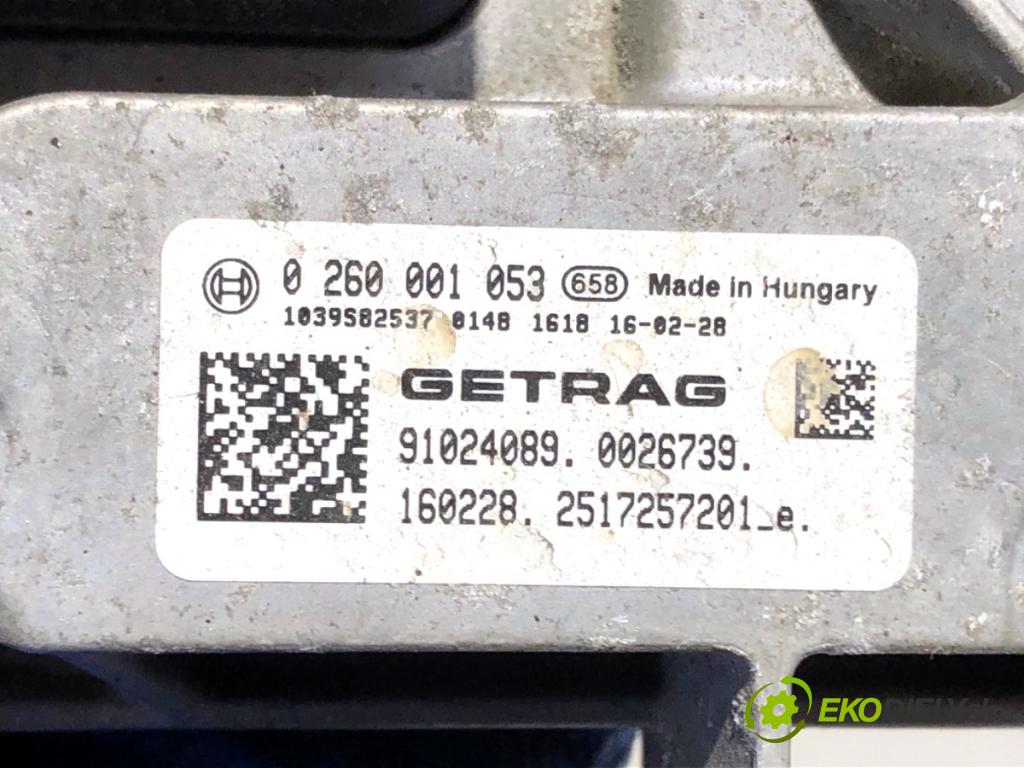 0 260 001 053 658 Made in Hungary
1039S82537 0148 1618 16-02-28
GETRAG
91024089. 0026739.
160228. 2517257201_e.